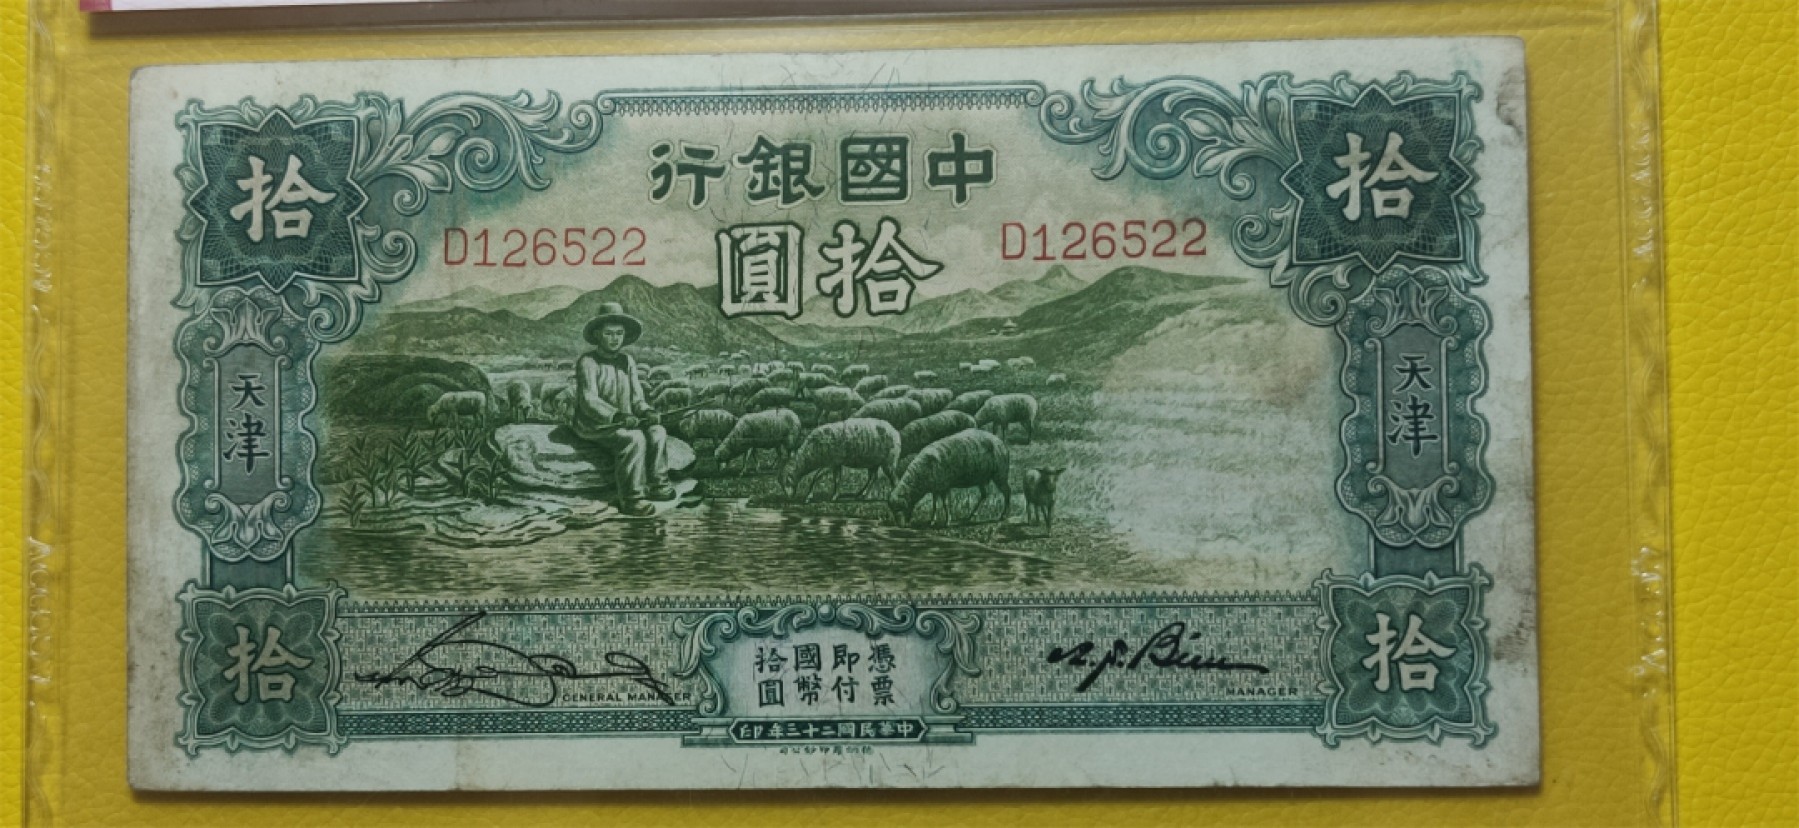 中國銀行
拾 拾
D126522 拾圓 D126522
天津 天津
憑票
即付
國幣
拾圓
GENERAL MANAGER
MANAGER
拾 拾
中華民國二十三年印